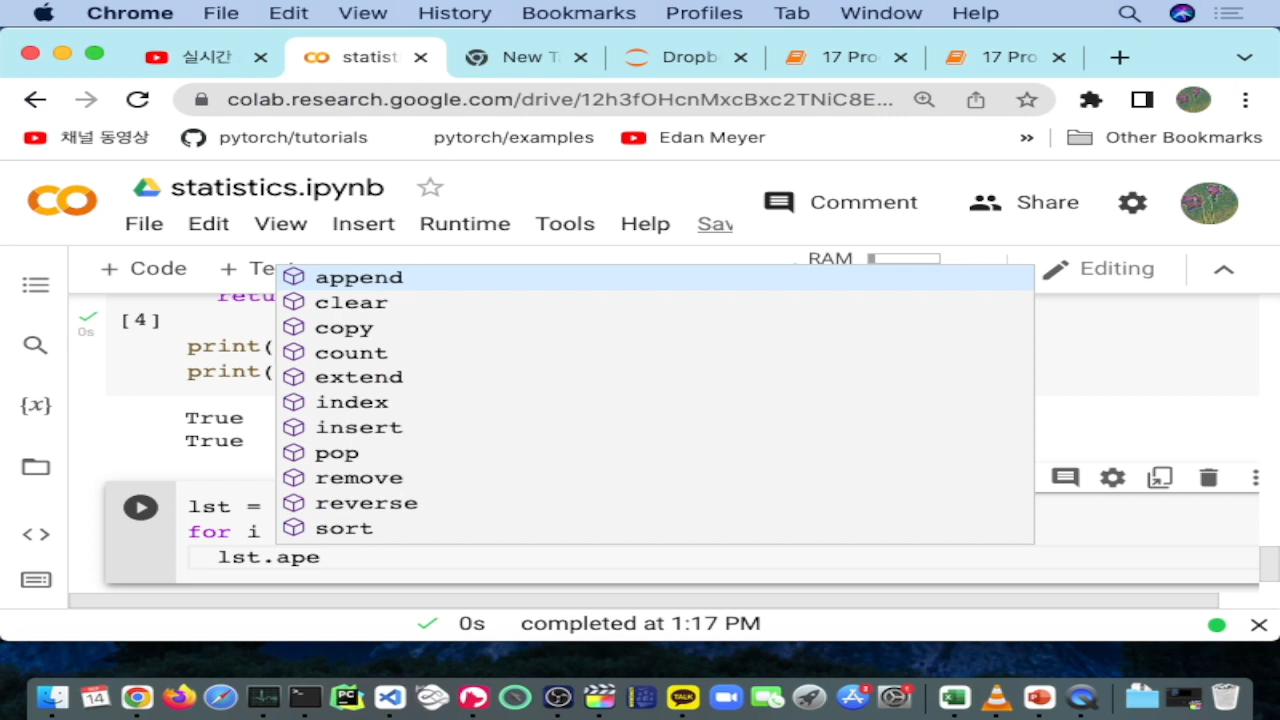 Chrome File Edit View History Bookmarks Profiles Tab Window Help
실시간 statist New T Dropb 17 Pro 17 Pro
colab.research.google.com/drive/12h3fOHcnMxcBxc2TNiC8E...
채널 동영상 pytorch/tutorials pytorch/examples Edan Meyer » Other Bookmarks
statistics.ipynb
Comment Share
File Edit View Insert Runtime Tools Help Sav
+ Code + Te RAM Editing
retu
[4]
0s
print(
print(
True
True
append
clear
copy
count
extend
index
insert
pop
remove
reverse
sort
{x}
lst =
for i
lst.ape
0s completed at 1:17 PM
14
PC
TALK